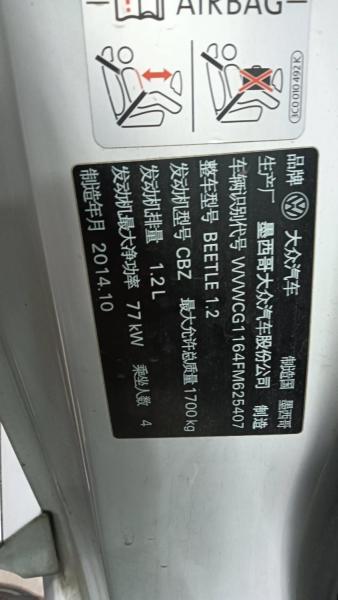 AIRBAG
3C0 010 492 K
品牌 大众汽车 制造国 墨西哥
生产厂 墨西哥大众汽车股份公司 制造
车辆识别代号 WVWCG1164FM625407
整车型号 BEETLE 1.2
发动机型号 CBZ 最大允许总质量 1700 kg
发动机排量 1.2 L
发动机最大净功率 77 kW 乘坐人数 4
制造年月 2014.10